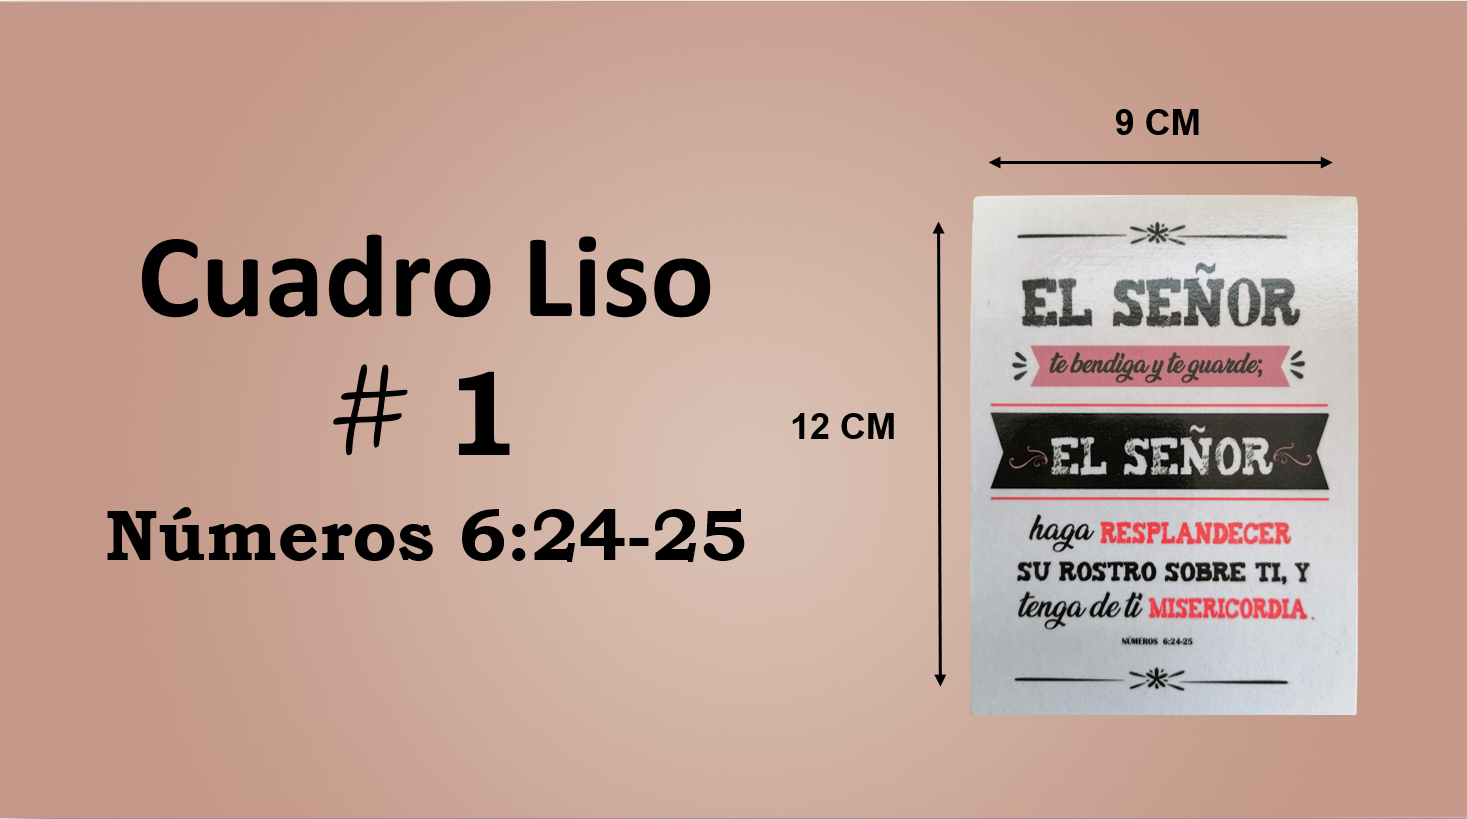 Cuadro Liso
# 1
Números 6:24-25
9 CM
12 CM
EL SEÑOR
te bendiga y te guarde;
EL SEÑOR
haga RESPLANDECER
SU ROSTRO SOBRE TI, Y
tenga de ti MISERICORDIA.
NÚMEROS 6:24-25